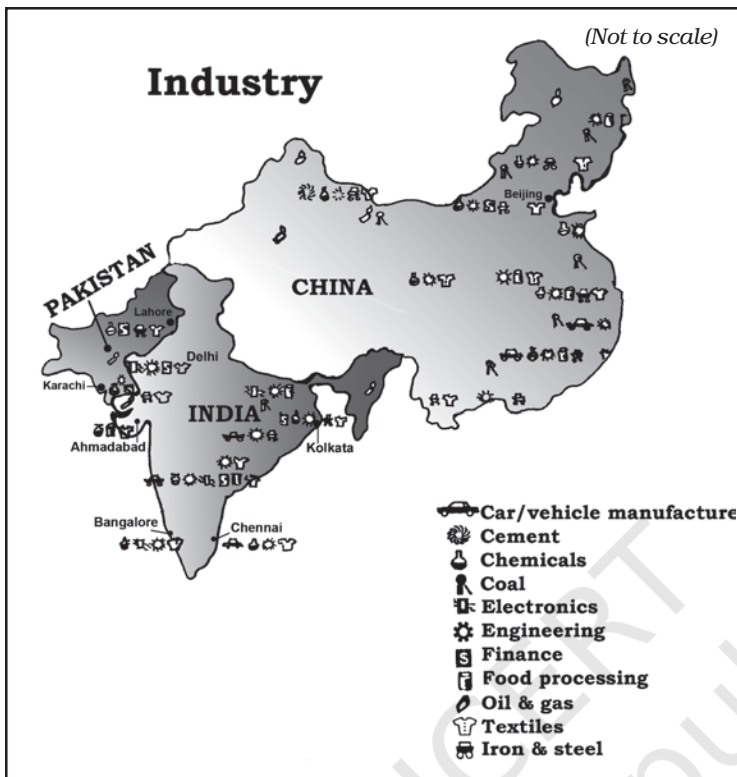 (Not to scale)
Industry
Beijing
PAKISTAN
CHINA
Lahore
Delhi
Karachi
INDIA
Ahmadabad
Kolkata
Bangalore
Chennai
Car/vehicle manufacture
Cement
Chemicals
Coal
Electronics
Engineering
Finance
Food processing
Oil & gas
Textiles
Iron & steel